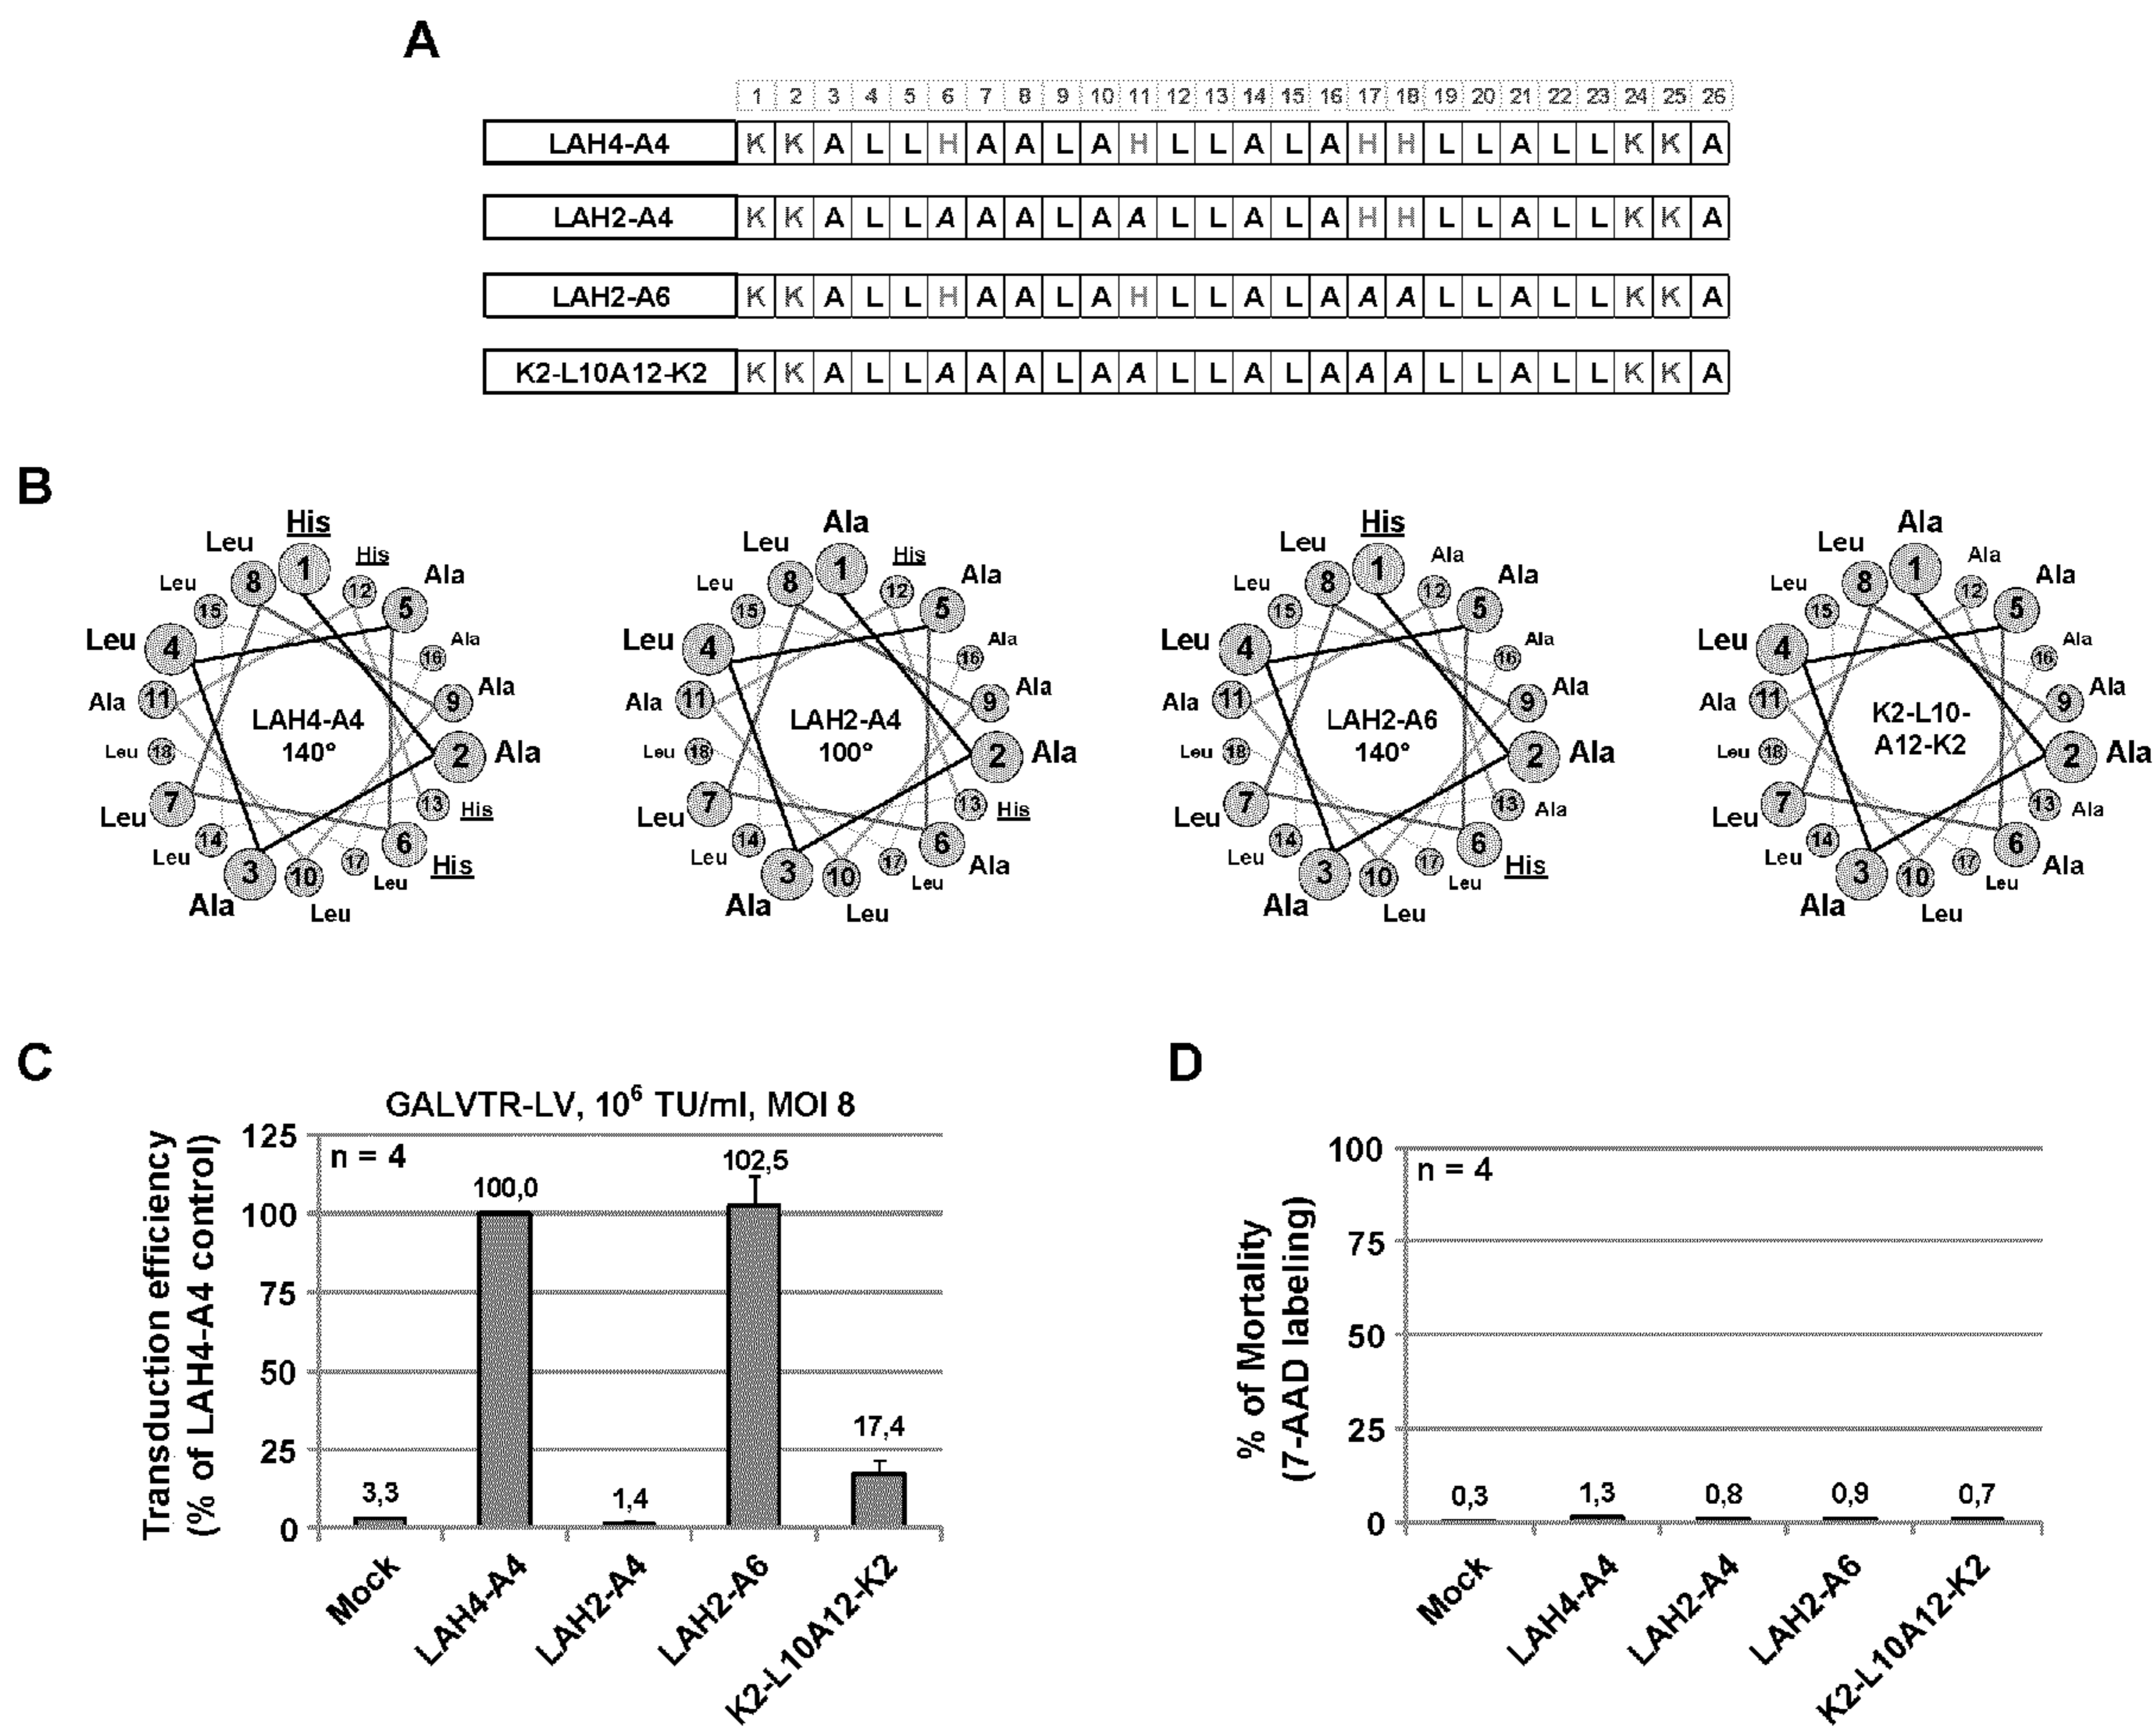 A
1 2 3 4 5 6 7 8 9 10 11 12 13 14 15 16 17 18 19 20 21 22 23 24 25 26
LAH4-A4 K K A L L H A A L A H L L A L A H H L L A L L K K A
LAH2-A4 K K A L L A A A L A A L L A L A H H L L A L L K K A
LAH2-A6 K K A L L H A A L A H L L A L A A A L L A L L K K A
K2-L10A12-K2 K K A L L A A A L A A L L A L A A A L L A L L K K A
B
His
Leu 8 1 His 12 Ala 5
Leu 15
Leu 4 16 Ala
Ala 11 LAH4-A4 9 Ala
Leu 18 140° 2 Ala
Leu 7 13 His
Leu 14 6 His
Ala 3 10 Leu 17 Leu
Ala
Leu 8 1 His 12 Ala 5
Leu 15
Leu 4 16 Ala
Ala 11 LAH2-A4 9 Ala
Leu 18 100° 2 Ala
Leu 7 13 His
Leu 14 6 Ala
Ala 3 10 Leu 17 Leu
His
Leu 8 1 Ala 12 Ala 5
Leu 15
Leu 4 16 Ala
Ala 11 LAH2-A6 9 Ala
Leu 18 140° 2 Ala
Leu 7 13 Ala
Leu 14 6 His
Ala 3 10 Leu 17 Leu
Ala
Leu 8 1 Ala 12 Ala 5
Leu 15
Leu 4 16 Ala
Ala 11 K2-L10- 9 Ala
Leu 18 A12-K2 2 Ala
Leu 7 13 Ala
Leu 14 6 Ala
Ala 3 10 Leu 17 Leu
C
GALVTR-LV, 10⁶ TU/ml, MOI 8
Transduction efficiency
(% of LAH4-A4 control)
125
100
75
50
25
0
n = 4
3,3
100,0
1,4
102,5
17,4
Mock
LAH4-A4
LAH2-A4
LAH2-A6
K2-L10A12-K2
D
% of Mortality
(7-AAD labeling)
100
75
50
25
0
n = 4
0,3
1,3
0,8
0,9
0,7
Mock
LAH4-A4
LAH2-A4
LAH2-A6
K2-L10A12-K2